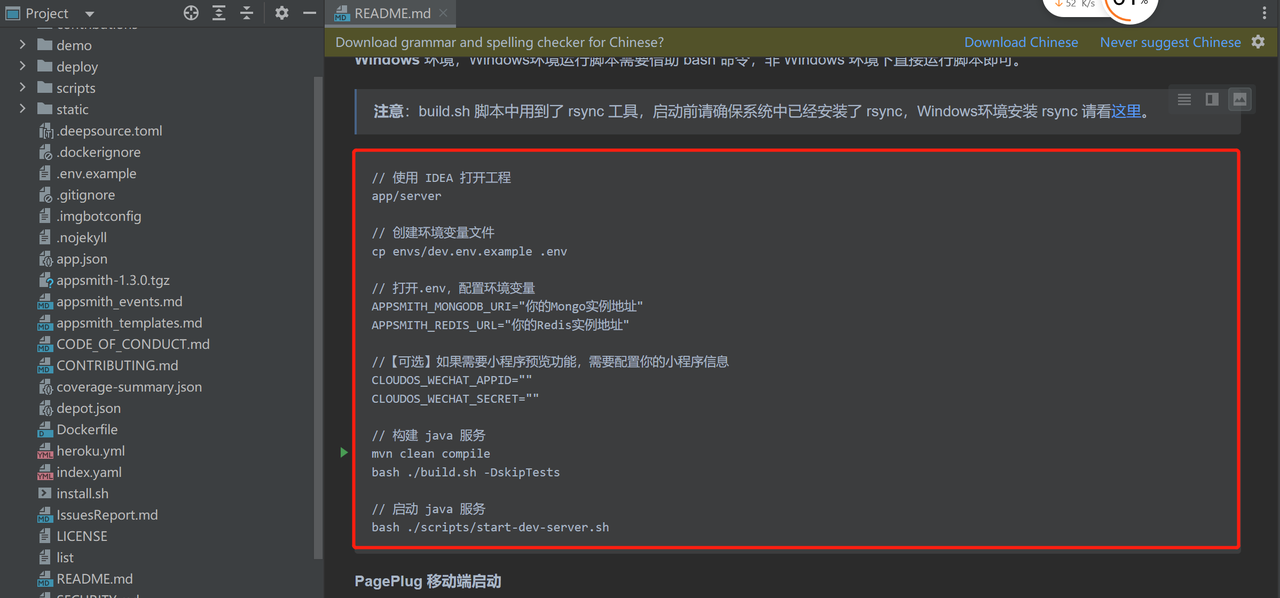 Project
README.md
52 K/s
Download grammar and spelling checker for Chinese?
Download Chinese
Never suggest Chinese
demo
deploy
scripts
static
.deepsource.toml
.dockerignore
.env.example
.gitignore
.imgbotconfig
.nojekyll
app.json
appsmith-1.3.0.tgz
appsmith_events.md
appsmith_templates.md
CODE_OF_CONDUCT.md
CONTRIBUTING.md
coverage-summary.json
depot.json
Dockerfile
heroku.yml
index.yaml
install.sh
IssuesReport.md
LICENSE
list
README.md
Windows 环境，Windows环境运行脚本需要借助 bash 命令，非 Windows 环境下直接运行脚本即可。
注意：build.sh 脚本中用到了 rsync 工具，启动前请确保系统中已经安装了 rsync，Windows环境安装 rsync 请看这里。
// 使用 IDEA 打开工程
app/server
// 创建环境变量文件
cp envs/dev.env.example .env
// 打开.env，配置环境变量
APPSMITH_MONGODB_URI="你的Mongo实例地址"
APPSMITH_REDIS_URL="你的Redis实例地址"
//【可选】如果需要小程序预览功能，需要配置你的小程序信息
CLOUDOS_WECHAT_APPID=""
CLOUDOS_WECHAT_SECRET=""
// 构建 java 服务
mvn clean compile
bash ./build.sh -DskipTests
// 启动 java 服务
bash ./scripts/start-dev-server.sh
PagePlug 移动端启动